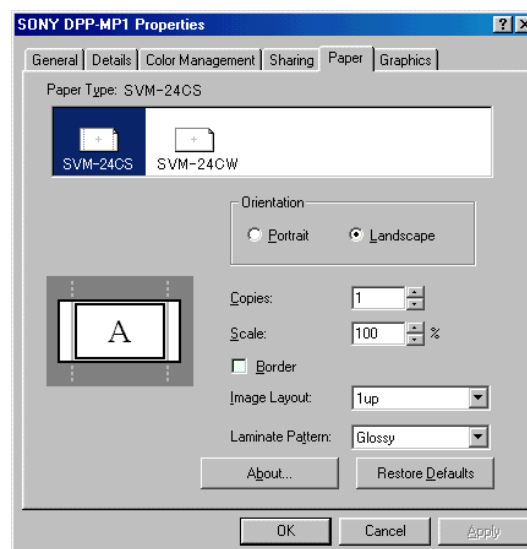 SONY DPP-MP1 Properties
General Details Color Management Sharing Paper Graphics
Paper Type: SVM-24CS
SVM-24CS SVM-24CW
Orientation
Portrait Landscape
Copies: 1
Scale: 100 %
A
Border
Image Layout: 1up
Laminate Pattern: Glossy
About... Restore Defaults
OK Cancel Apply